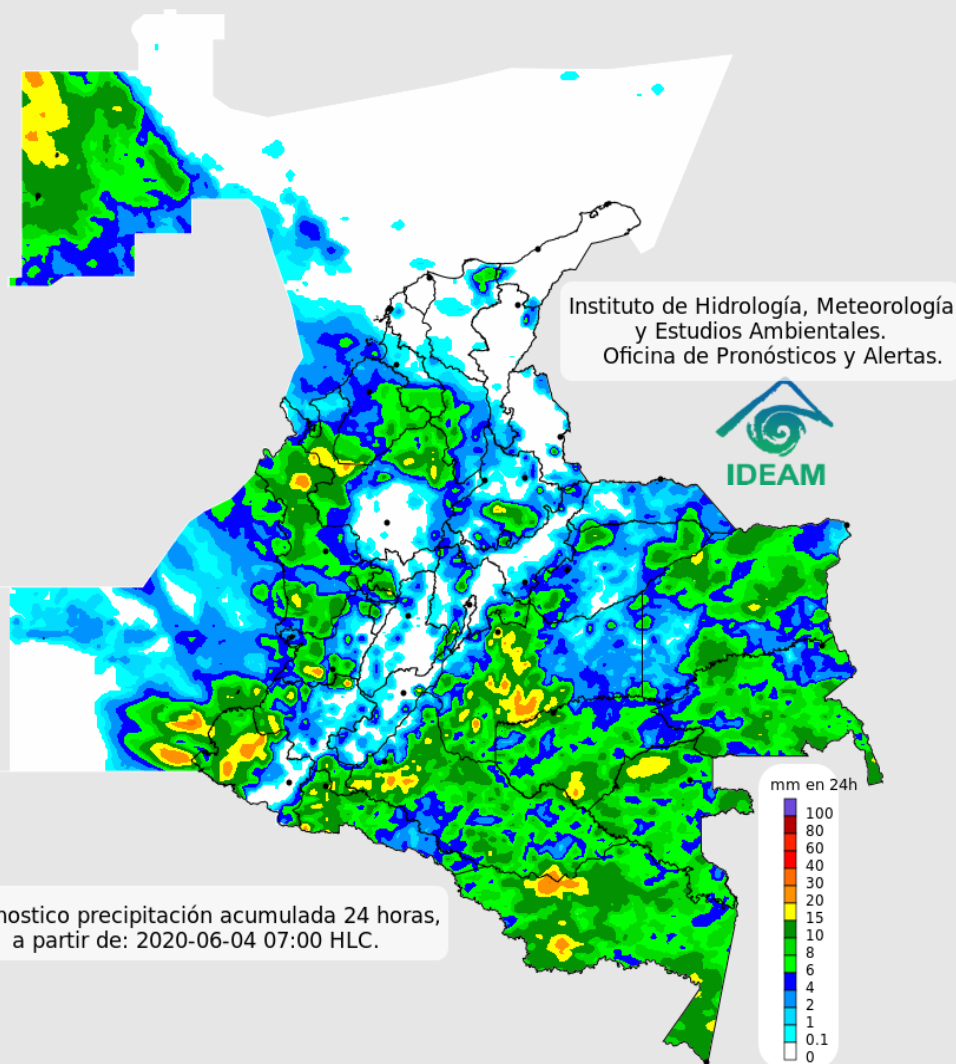 Instituto de Hidrología, Meteorología
y Estudios Ambientales.
Oficina de Pronósticos y Alertas.
IDEAM
mm en 24h
100
80
60
40
30
20
15
10
8
6
4
2
1
0.1
0
nostico precipitación acumulada 24 horas,
a partir de: 2020-06-04 07:00 HLC.